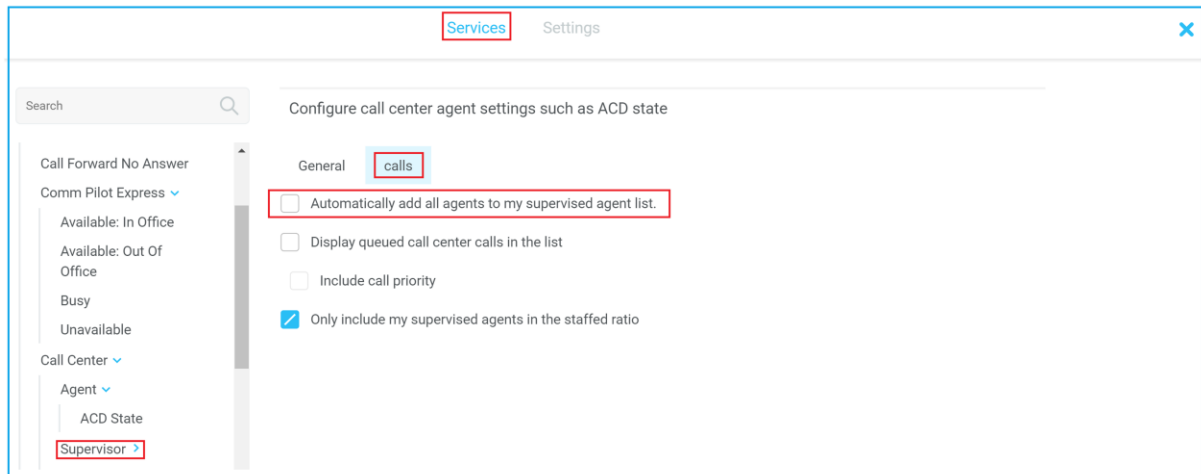 Services Settings
Search
Configure call center agent settings such as ACD state
General calls
Automatically add all agents to my supervised agent list.
Display queued call center calls in the list
Include call priority
Only include my supervised agents in the staffed ratio
Call Forward No Answer
Comm Pilot Express
Available: In Office
Available: Out Of
Office
Busy
Unavailable
Call Center
Agent
ACD State
Supervisor